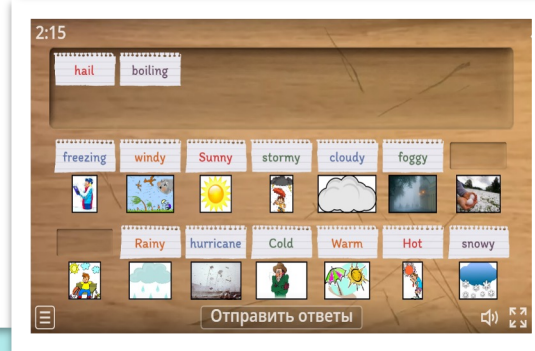 2:15
hail boiling
freezing windy Sunny stormy cloudy foggy
Rainy hurricane Cold Warm Hot snowy
Отправить ответы